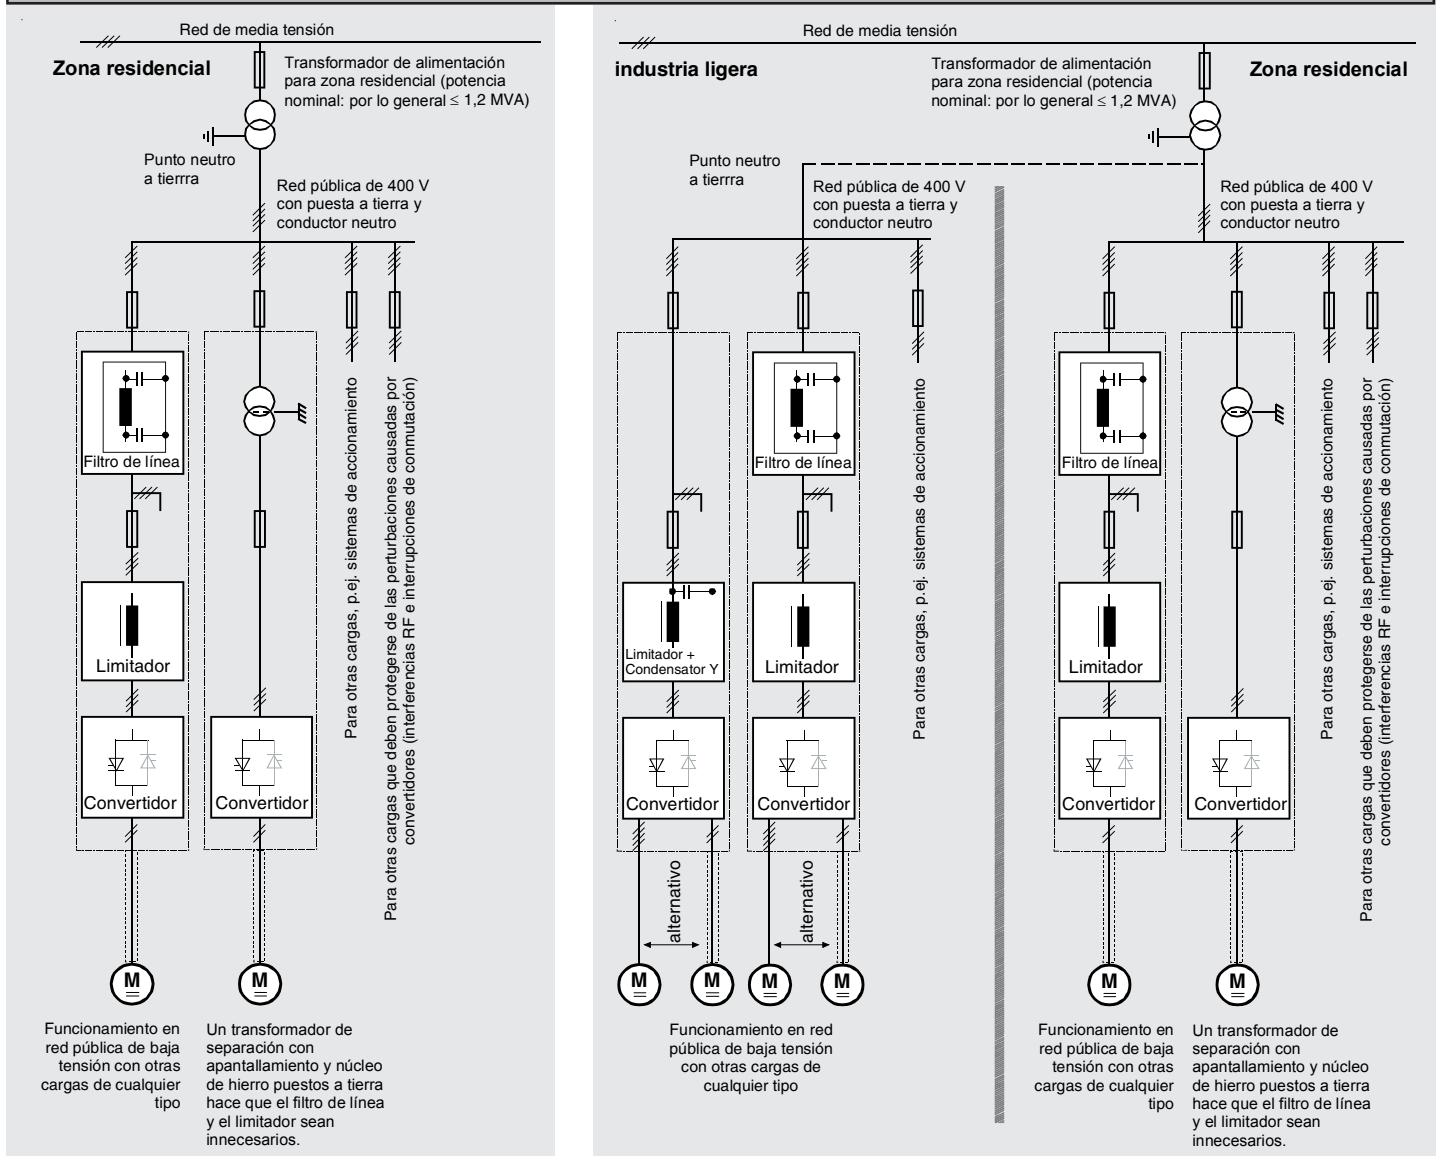 Red de media tensión
Zona residencial
Transformador de alimentación
para zona residencial (potencia
nominal: por lo general ≤ 1,2 MVA)
Punto neutro
a tierrra
Red pública de 400 V
con puesta a tierra y
conductor neutro
Filtro de línea
Limitador
Convertidor
Convertidor
Para otras cargas, p.ej. sistemas de accionamiento
Para otras cargas que deben protegerse de las perturbaciones causadas por
convertidores (interferencias RF e interrupciones de conmutación)
M
M
Funcionamiento en
red pública de baja
tensión con otras
cargas de cualquier
tipo
Un transformador de
separación con
apantallamiento y núcleo
de hierro puestos a tierra
hace que el filtro de línea
y el limitador sean
innecesarios.
Red de media tensión
industria ligera
Transformador de alimentación
para zona residencial (potencia
nominal: por lo general ≤ 1,2 MVA)
Zona residencial
Punto neutro
a tierrra
Red pública de 400 V
con puesta a tierra y
conductor neutro
Red pública de 400 V
con puesta a tierra y
conductor neutro
Filtro de línea
Limitador +
Condensator Y
Limitador
Convertidor
Convertidor
Para otras cargas, p.ej. sistemas de accionamiento
alternativo
alternativo
M
M
M
M
Funcionamiento en red
pública de baja tensión
con otras cargas de
cualquier tipo
Filtro de línea
Limitador
Convertidor
Convertidor
Para otras cargas, p.ej. sistemas de accionamiento
Para otras cargas que deben protegerse de las perturbaciones causadas por
convertidores (interferencias RF e interrupciones de conmutación)
M
M
Funcionamiento en
red pública de baja
tensión con otras
cargas de cualquier
tipo
Un transformador de
separación con
apantallamiento y núcleo
de hierro puestos a tierra
hace que el filtro de línea
y el limitador sean
innecesarios.